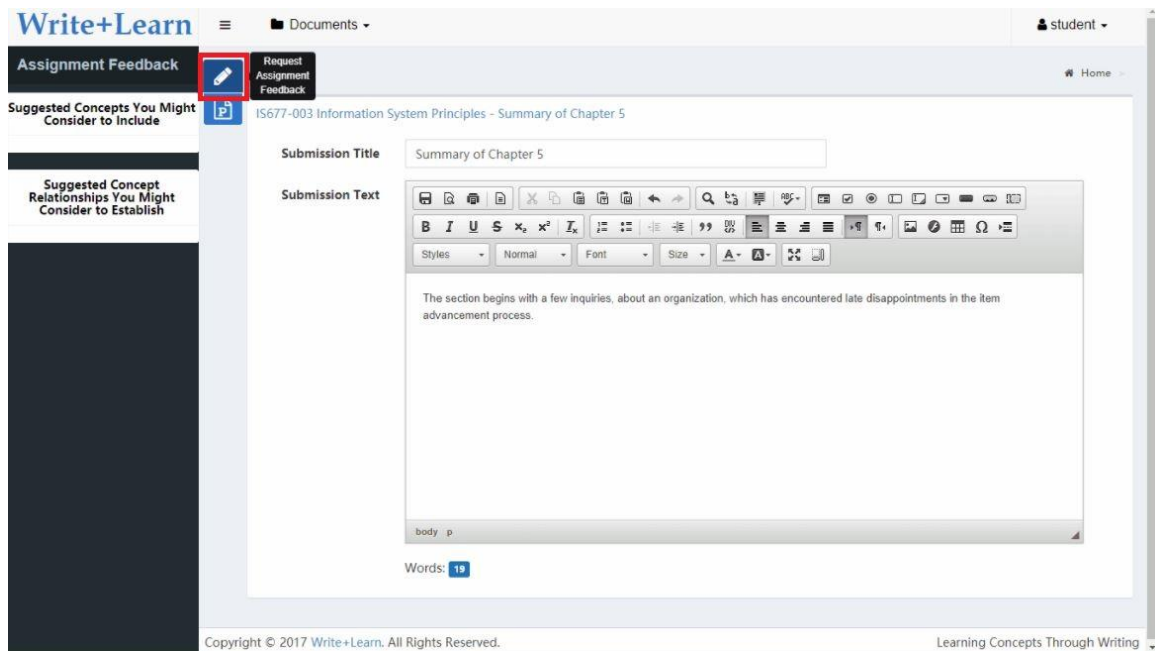 Write+Learn
Documents
student
Assignment Feedback
Request
Assignment
Feedback
Home
Suggested Concepts You Might
Consider to Include
IS677-003 Information System Principles - Summary of Chapter 5
Submission Title
Summary of Chapter 5
Suggested Concept
Relationships You Might
Consider to Establish
Submission Text
B I U S x₂ x² Iₓ
Styles Normal Font Size A A
The section begins with a few inquiries, about an organization, which has encountered late disappointments in the item
advancement process.
body p
Words: 19
Copyright © 2017 Write+Learn. All Rights Reserved.
Learning Concepts Through Writing